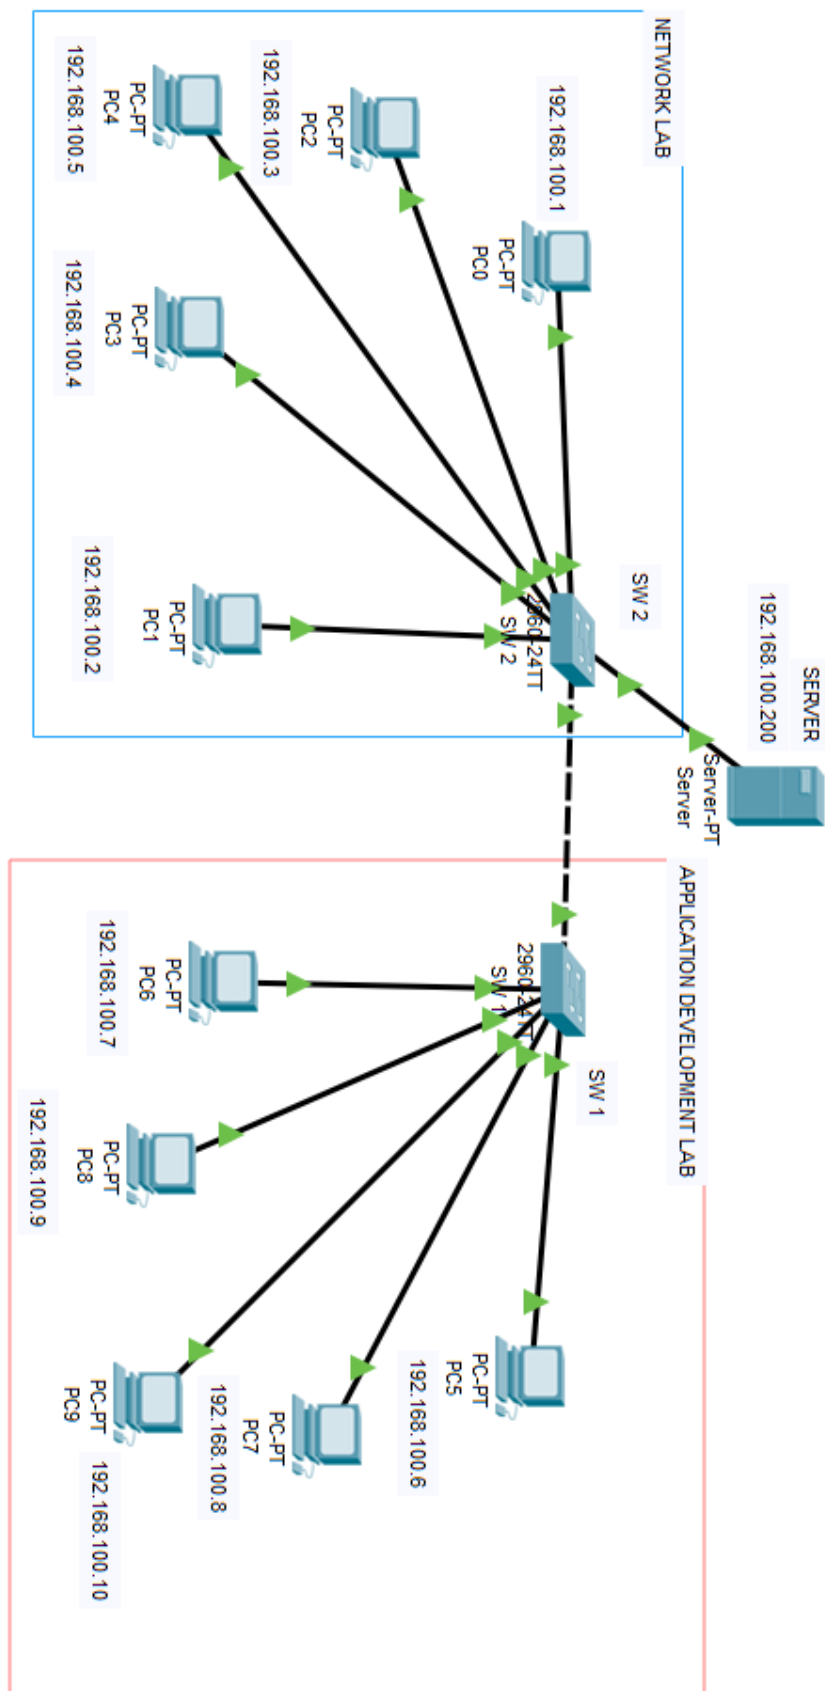 SERVER
192.168.100.200
Server-PT
Server
NETWORK LAB
192.168.100.1
PC-PT
PC0
192.168.100.3
PC-PT
PC2
192.168.100.5
PC-PT
PC4
192.168.100.4
PC-PT
PC3
192.168.100.2
PC-PT
PC1
SW 2
2960-24TT
SW 2
APPLICATION DEVELOPMENT LAB
SW 1
2960-24TT
SW 1
192.168.100.7
PC-PT
PC6
192.168.100.9
PC-PT
PC8
PC-PT
PC9
192.168.100.10
PC-PT
PC7
192.168.100.8
PC-PT
PC5
192.168.100.6